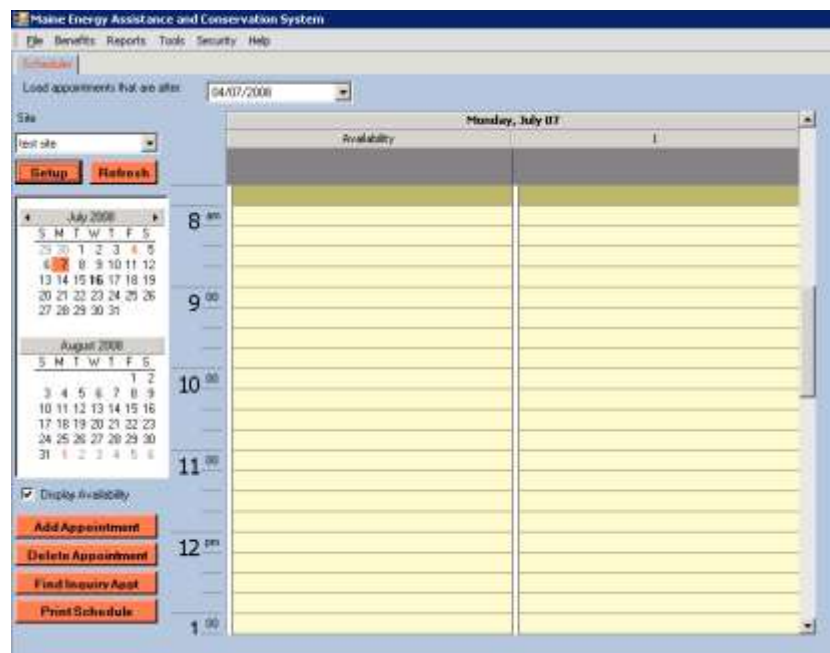 Maine Energy Assistance and Conservation System
File Benefits Reports Tools Security Help
Scheduler
Load appointments that are after: 04/07/2008
Site
test site
Setup Refresh
Monday, July 07
Availability 1
July 2008
S M T W T F S
29 30 1 2 3 4 5
6 7 8 9 10 11 12
13 14 15 16 17 18 19
20 21 22 23 24 25 26
27 28 29 30 31
August 2008
S M T W T F S
1 2
3 4 5 6 7 8 9
10 11 12 13 14 15 16
17 18 19 20 21 22 23
24 25 26 27 28 29 30
31 1 2 3 4 5 6
Display Availability
Add Appointment
Delete Appointment
Find Inquiry Appt
Print Schedule
8 am
9 00
10 00
11 00
12 pm
1 00